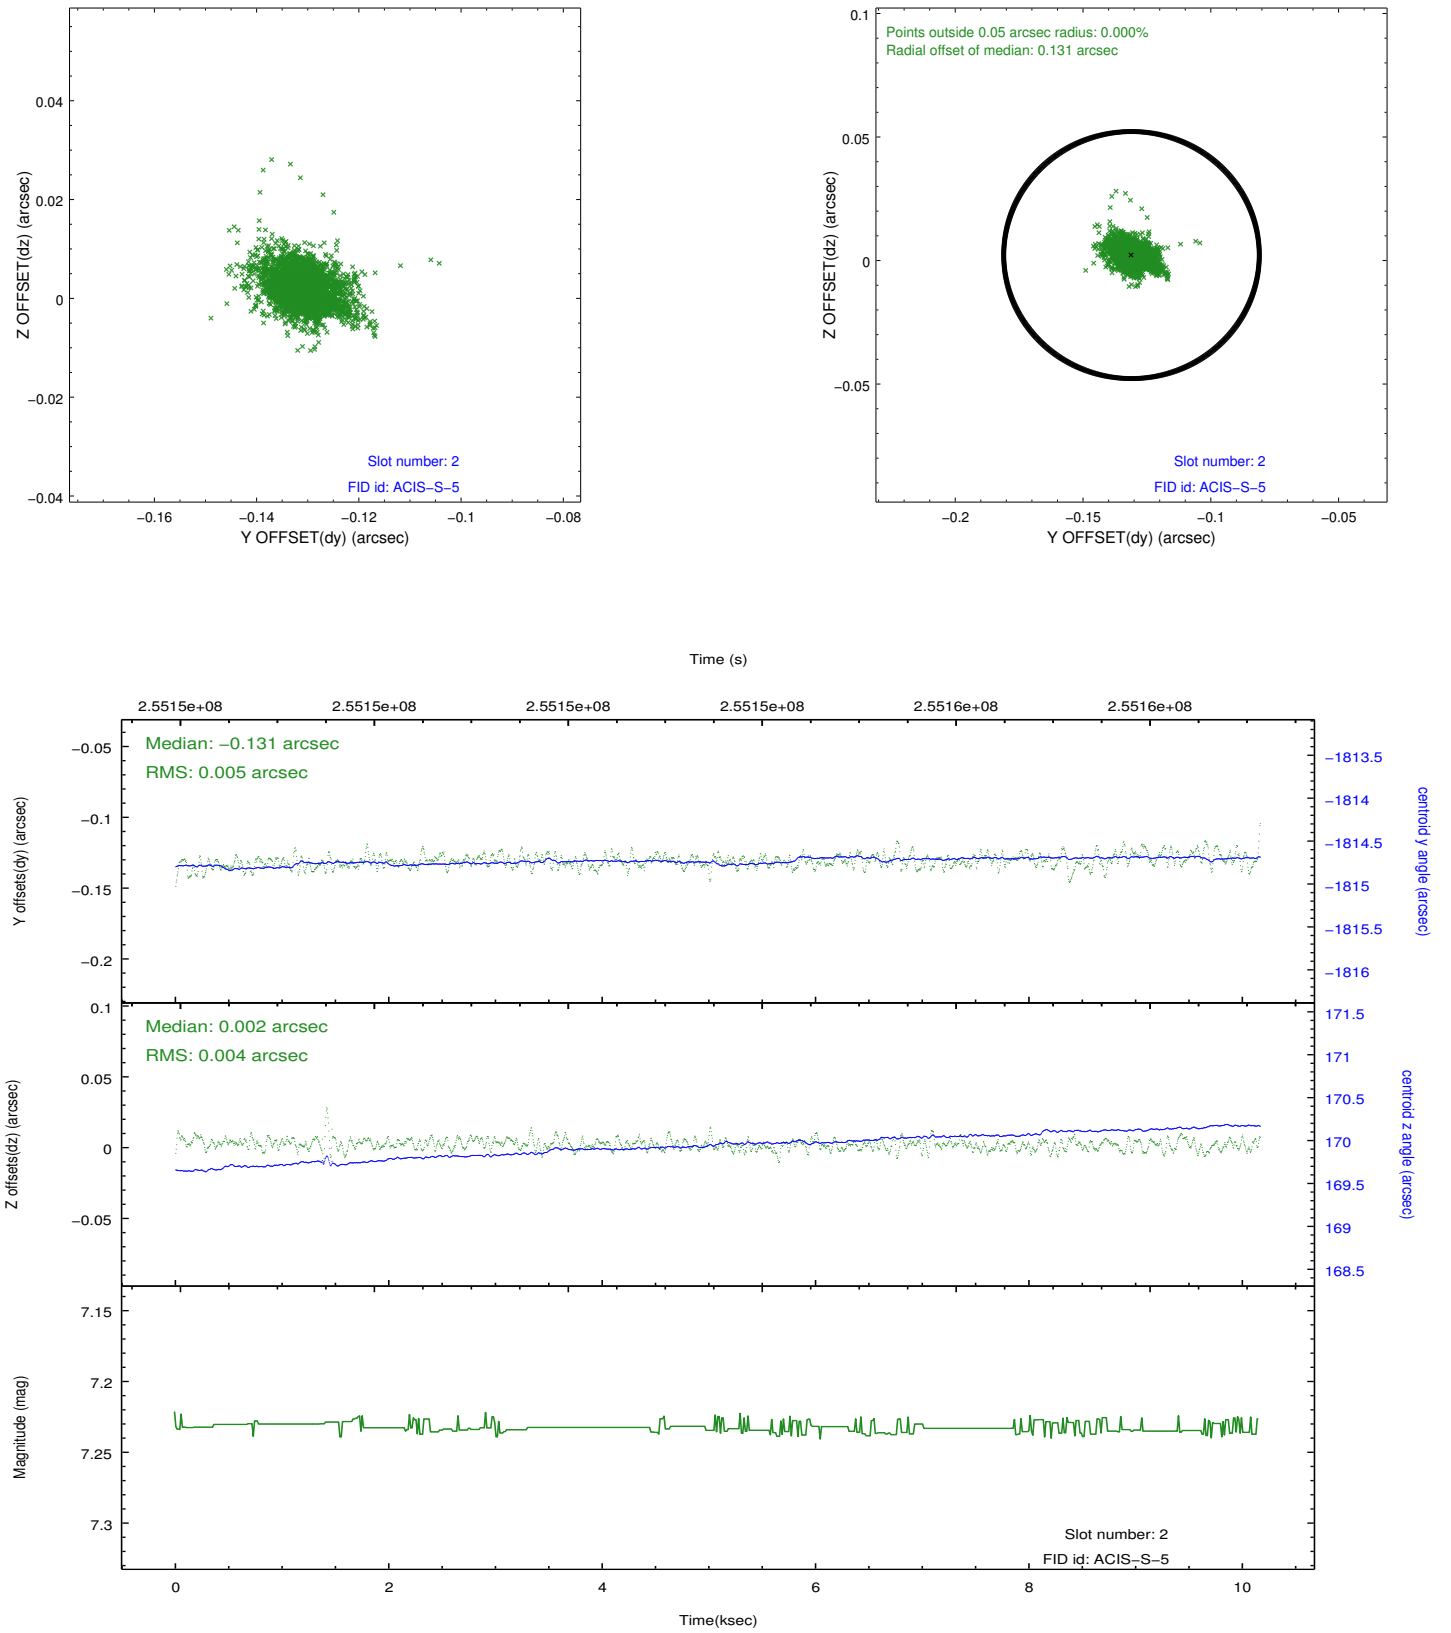 0.04
0.02
0
−0.02
−0.04
Z OFFSET(dz) (arcsec)
Slot number: 2
FID id: ACIS−S−5
−0.16 −0.14 −0.12 −0.1 −0.08
Y OFFSET(dy) (arcsec)
0.1
0.05
0
−0.05
Z OFFSET(dz) (arcsec)
Points outside 0.05 arcsec radius: 0.000%
Radial offset of median: 0.131 arcsec
Slot number: 2
FID id: ACIS−S−5
−0.2 −0.15 −0.1 −0.05
Y OFFSET(dy) (arcsec)
Time (s)
2.5515e+08 2.5515e+08 2.5515e+08 2.5515e+08 2.5516e+08 2.5516e+08
−0.05
−0.1
−0.15
−0.2
Y offsets(dy) (arcsec)
Median: −0.131 arcsec
RMS: 0.005 arcsec
−1813.5
−1814
−1814.5
−1815
−1815.5
−1816
centroid y angle (arcsec)
0.1
0.05
0
−0.05
Z offsets(dz) (arcsec)
Median: 0.002 arcsec
RMS: 0.004 arcsec
171.5
171
170.5
170
169.5
169
168.5
centroid z angle (arcsec)
7.15
7.2
7.25
7.3
Magnitude (mag)
Slot number: 2
FID id: ACIS−S−5
0 2 4 6 8 10
Time(ksec)